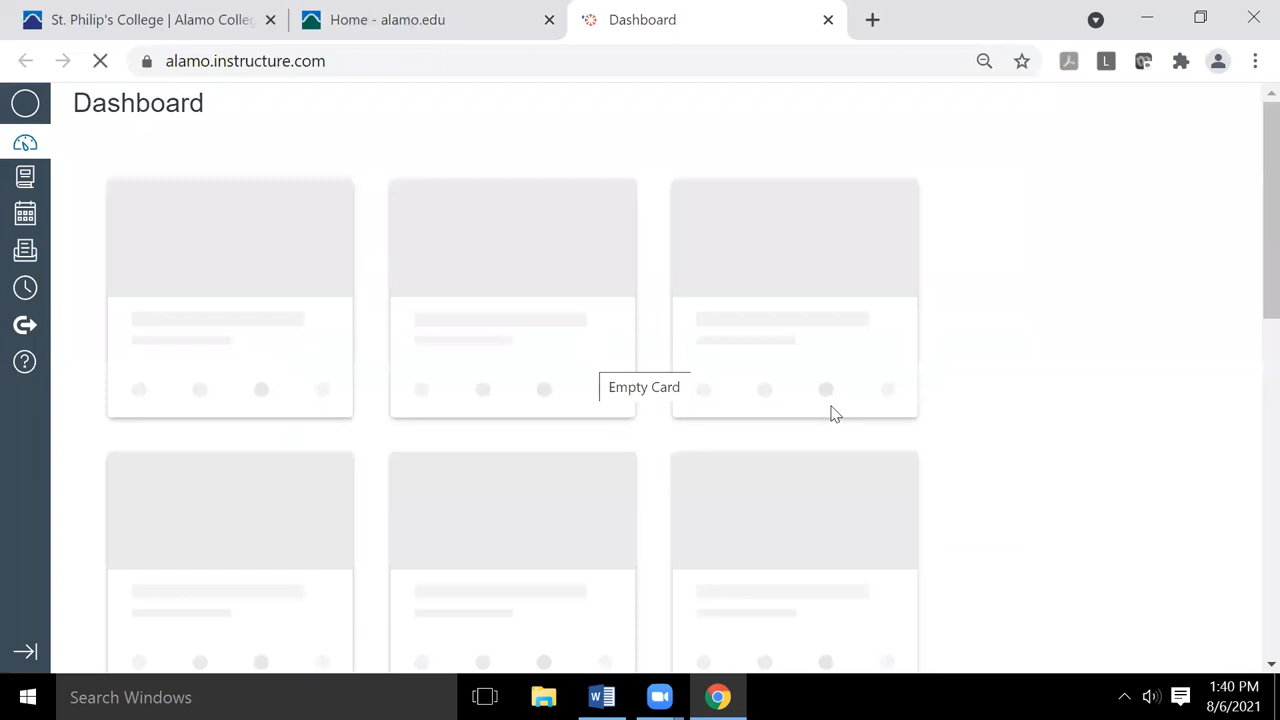 St. Philip's College | Alamo Colle
Home - alamo.edu
Dashboard
alamo.instructure.com
L
Dashboard
Empty Card
?
Search Windows
1:40 PM
8/6/2021